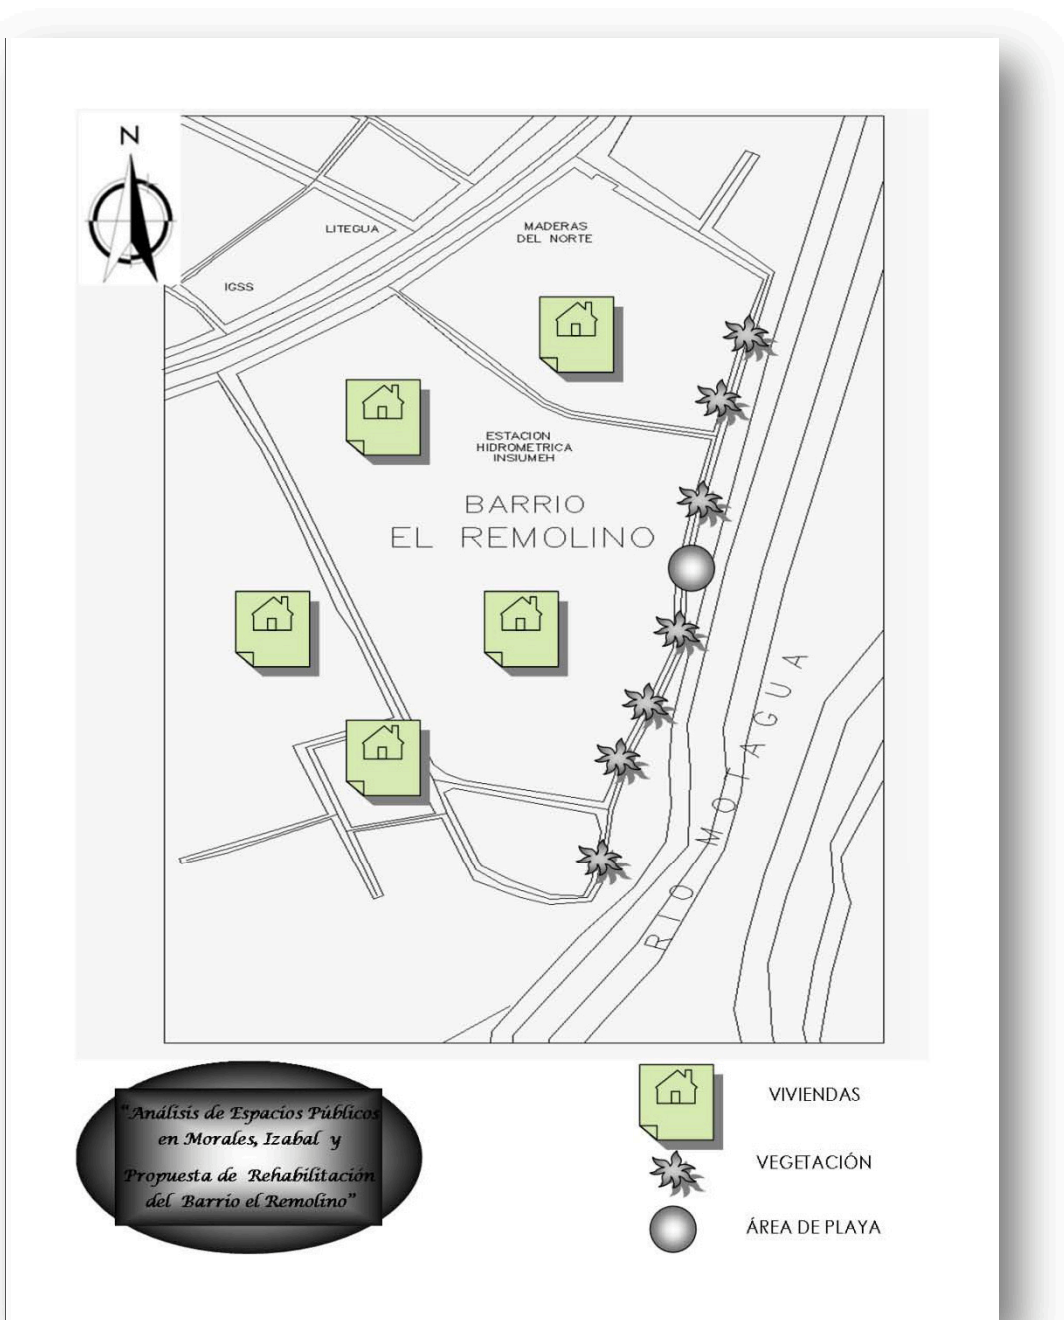 N
LITEGUA
MADERAS
DEL NORTE
IGSS
ESTACION
HIDROMETRICA
INSIUMEH
BARRIO
EL REMOLINO
RIO MOTAGUA
"Análisis de Espacios Públicos
en Morales, Izabal y
Propuesta de Rehabilitación
del Barrio el Remolino"
VIVIENDAS
VEGETACIÓN
ÁREA DE PLAYA